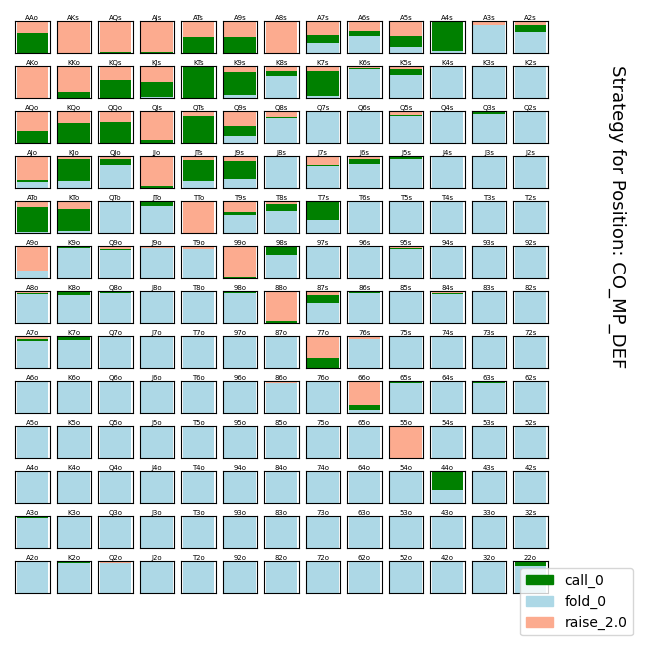 AAo AKs AQs AJs ATs A9s A8s A7s A6s A5s A4s A3s A2s
AKo KKo KQs KJs KTs K9s K8s K7s K6s K5s K4s K3s K2s
AQo KQo QQo QJs QTs Q9s Q8s Q7s Q6s Q5s Q4s Q3s Q2s
AJo KJo QJo JJo JTs J9s J8s J7s J6s J5s J4s J3s J2s
ATo KTo QTo JTo TTo T9s T8s T7s T6s T5s T4s T3s T2s
A9o K9o Q9o J9o T9o 99o 98s 97s 96s 95s 94s 93s 92s
A8o K8o Q8o J8o T8o 98o 88o 87s 86s 85s 84s 83s 82s
A7o K7o Q7o J7o T7o 97o 87o 77o 76s 75s 74s 73s 72s
A6o K6o Q6o J6o T6o 96o 86o 76o 66o 65s 64s 63s 62s
A5o K5o Q5o J5o T5o 95o 85o 75o 65o 55o 54s 53s 52s
A4o K4o Q4o J4o T4o 94o 84o 74o 64o 54o 44o 43s 42s
A3o K3o Q3o J3o T3o 93o 83o 73o 63o 53o 43o 33o 32s
A2o K2o Q2o J2o T2o 92o 82o 72o 62o 52o 42o 32o 22o
Strategy for Position: CO_MP_DEF
call_0
fold_0
raise_2.0